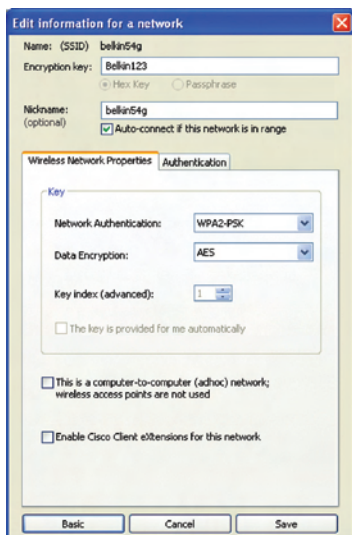 Edit information for a network
Name: (SSID) belkin54g
Encryption key: Belkin123
Hex Key Passphrase
Nickname: belkin54g
(optional)
Auto-connect if this network is in range
Wireless Network Properties Authentication
Key
Network Authentication: WPA2-PSK
Data Encryption: AES
Key index (advanced): 1
The key is provided for me automatically
This is a computer-to-computer (adhoc) network;
wireless access points are not used
Enable Cisco Client eXtensions for this network
Basic Cancel Save